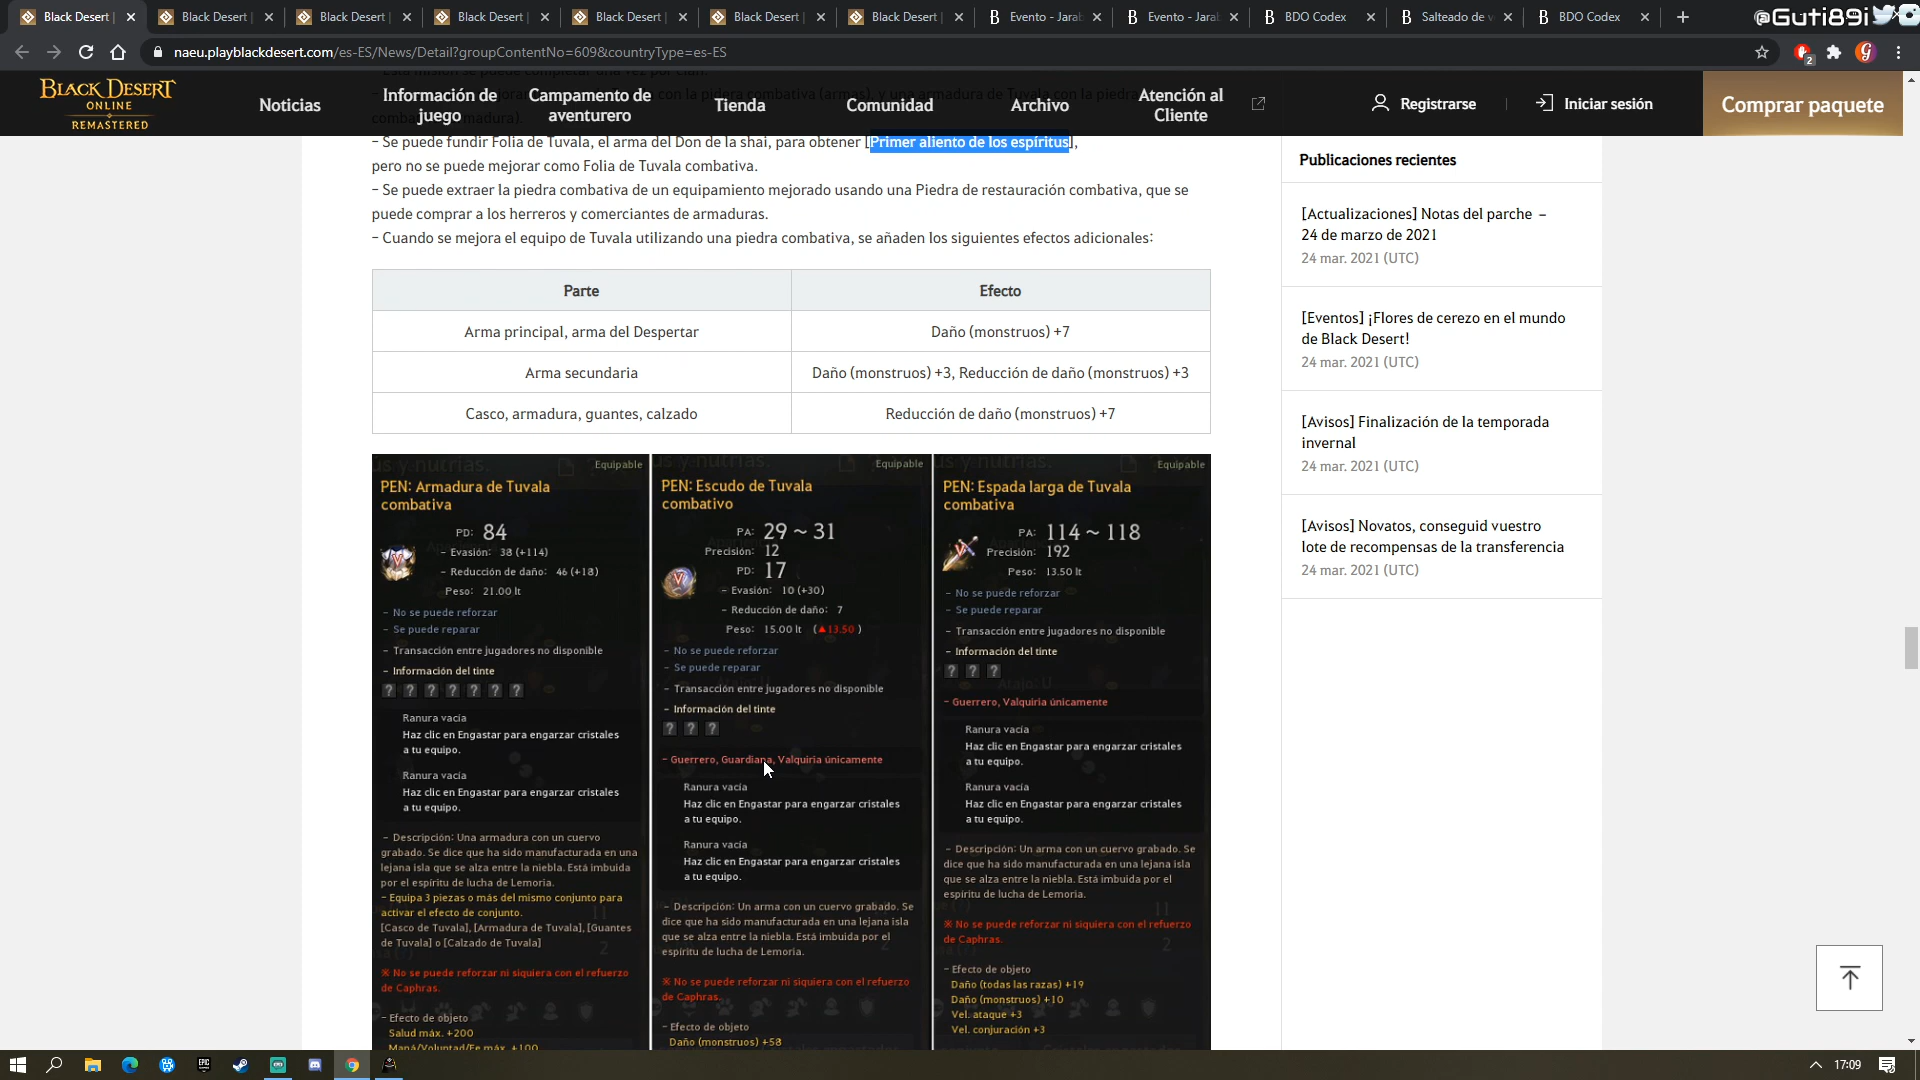 Black Desert |
Black Desert |
Black Desert |
Black Desert |
Black Desert |
Black Desert |
Black Desert |
Evento - Jara
Evento - Jara
BDO Codex
Salteado de v
BDO Codex
@Guti89i
naeu.playblackdesert.com/es-ES/News/Detail?groupContentNo=609&countryType=es-ES
2
BLACK DESERT
ONLINE
REMASTERED
Noticias
Información de
juego
Campamento de
aventurero
Tienda
Comunidad
Archivo
Atención al
Cliente
Registrarse
Iniciar sesión
Comprar paquete
- Se puede fundir Folia de Tuvala, el arma del Don de la shai, para obtener [Primer aliento de los espíritus],
pero no se puede mejorar como Folia de Tuvala combativa.
- Se puede extraer la piedra combativa de un equipamiento mejorado usando una Piedra de restauración combativa, que se
puede comprar a los herreros y comerciantes de armaduras.
- Cuando se mejora el equipo de Tuvala utilizando una piedra combativa, se añaden los siguientes efectos adicionales:
Parte Efecto
Arma principal, arma del Despertar Daño (monstruos) +7
Arma secundaria Daño (monstruos) +3, Reducción de daño (monstruos) +3
Casco, armadura, guantes, calzado Reducción de daño (monstruos) +7
Equipable
PEN: Armadura de Tuvala
combativa
PD: 84
- Evasión: 38 (+114)
- Reducción de daño: 46 (+18)
Peso: 21.00 lt
- No se puede reforzar
- Se puede reparar
- Transacción entre jugadores no disponible
- Información del tinte
? ? ? ? ? ? ?
Ranura vacía
Haz clic en Engastar para engarzar cristales
a tu equipo.
Ranura vacía
Haz clic en Engastar para engarzar cristales
a tu equipo.
- Descripción: Una armadura con un cuervo
grabado. Se dice que ha sido manufacturada en una
lejana isla que se alza entre la niebla. Está imbuida
por el espíritu de lucha de Lemoria.
- Equipa 3 piezas o más del mismo conjunto para
activar el efecto de conjunto.
[Casco de Tuvala], [Armadura de Tuvala], [Guantes
de Tuvala] o [Calzado de Tuvala]
※ No se puede reforzar ni siquiera con el refuerzo
de Caphras.
- Efecto de objeto
Salud máx. +200
Maná/Voluntad/Fe máx. +100
Equipable
PEN: Escudo de Tuvala
combativo
PA: 29 ~ 31
Precisión: 12
PD: 17
- Evasión: 10 (+30)
- Reducción de daño: 7
Peso: 15.00 lt (▲13.50 )
- No se puede reforzar
- Se puede reparar
- Transacción entre jugadores no disponible
- Información del tinte
? ? ?
- Guerrero, Guardiana, Valquiria únicamente
Ranura vacía
Haz clic en Engastar para engarzar cristales
a tu equipo.
Ranura vacía
Haz clic en Engastar para engarzar cristales
a tu equipo.
- Descripción: Un arma con un cuervo grabado. Se
dice que ha sido manufacturada en una lejana isla
que se alza entre la niebla. Está imbuida por el
espíritu de lucha de Lemoria.
※ No se puede reforzar ni siquiera con el refuerzo
de Caphras.
- Efecto de objeto
Daño (monstruos) +58
Equipable
PEN: Espada larga de Tuvala
combativa
PA: 114 ~ 118
Precisión: 192
Peso: 13.50 lt
- No se puede reforzar
- Se puede reparar
- Transacción entre jugadores no disponible
- Información del tinte
? ? ?
- Guerrero, Valquiria únicamente
Ranura vacía
Haz clic en Engastar para engarzar cristales
a tu equipo.
Ranura vacía
Haz clic en Engastar para engarzar cristales
a tu equipo.
- Descripción: Un arma con un cuervo grabado. Se
dice que ha sido manufacturada en una lejana isla
que se alza entre la niebla. Está imbuida por el
espíritu de lucha de Lemoria.
※ No se puede reforzar ni siquiera con el refuerzo
de Caphras.
- Efecto de objeto
Daño (todas las razas) +19
Daño (monstruos) +10
Vel. ataque +3
Vel. conjuración +3
Publicaciones recientes
[Actualizaciones] Notas del parche –
24 de marzo de 2021
24 mar. 2021 (UTC)
[Eventos] ¡Flores de cerezo en el mundo
de Black Desert!
24 mar. 2021 (UTC)
[Avisos] Finalización de la temporada
invernal
24 mar. 2021 (UTC)
[Avisos] Novatos, conseguid vuestro
lote de recompensas de la transferencia
24 mar. 2021 (UTC)
17:09